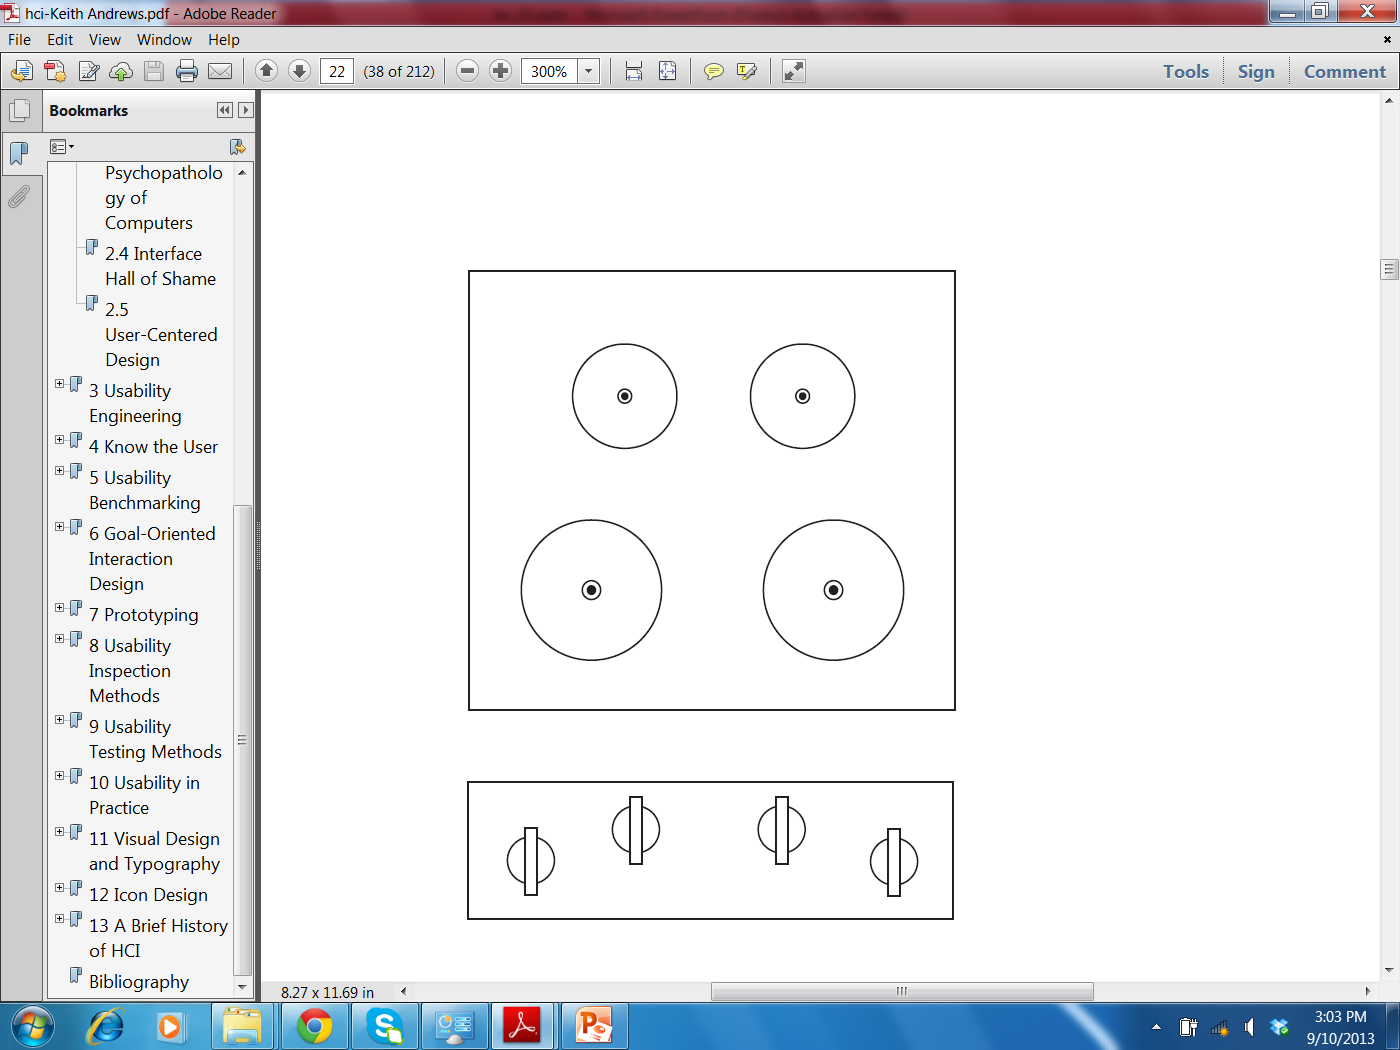 hci-Keith Andrews.pdf - Adobe Reader
File Edit View Window Help
22 (38 of 212) 300% Tools Sign Comment
Bookmarks
Psychopatholo
gy of
Computers
2.4 Interface
Hall of Shame
2.5
User-Centered
Design
3 Usability
Engineering
4 Know the User
5 Usability
Benchmarking
6 Goal-Oriented
Interaction
Design
7 Prototyping
8 Usability
Inspection
Methods
9 Usability
Testing Methods
10 Usability in
Practice
11 Visual Design
and Typography
12 Icon Design
13 A Brief History
of HCI
Bibliography
8.27 x 11.69 in
3:03 PM
9/10/2013